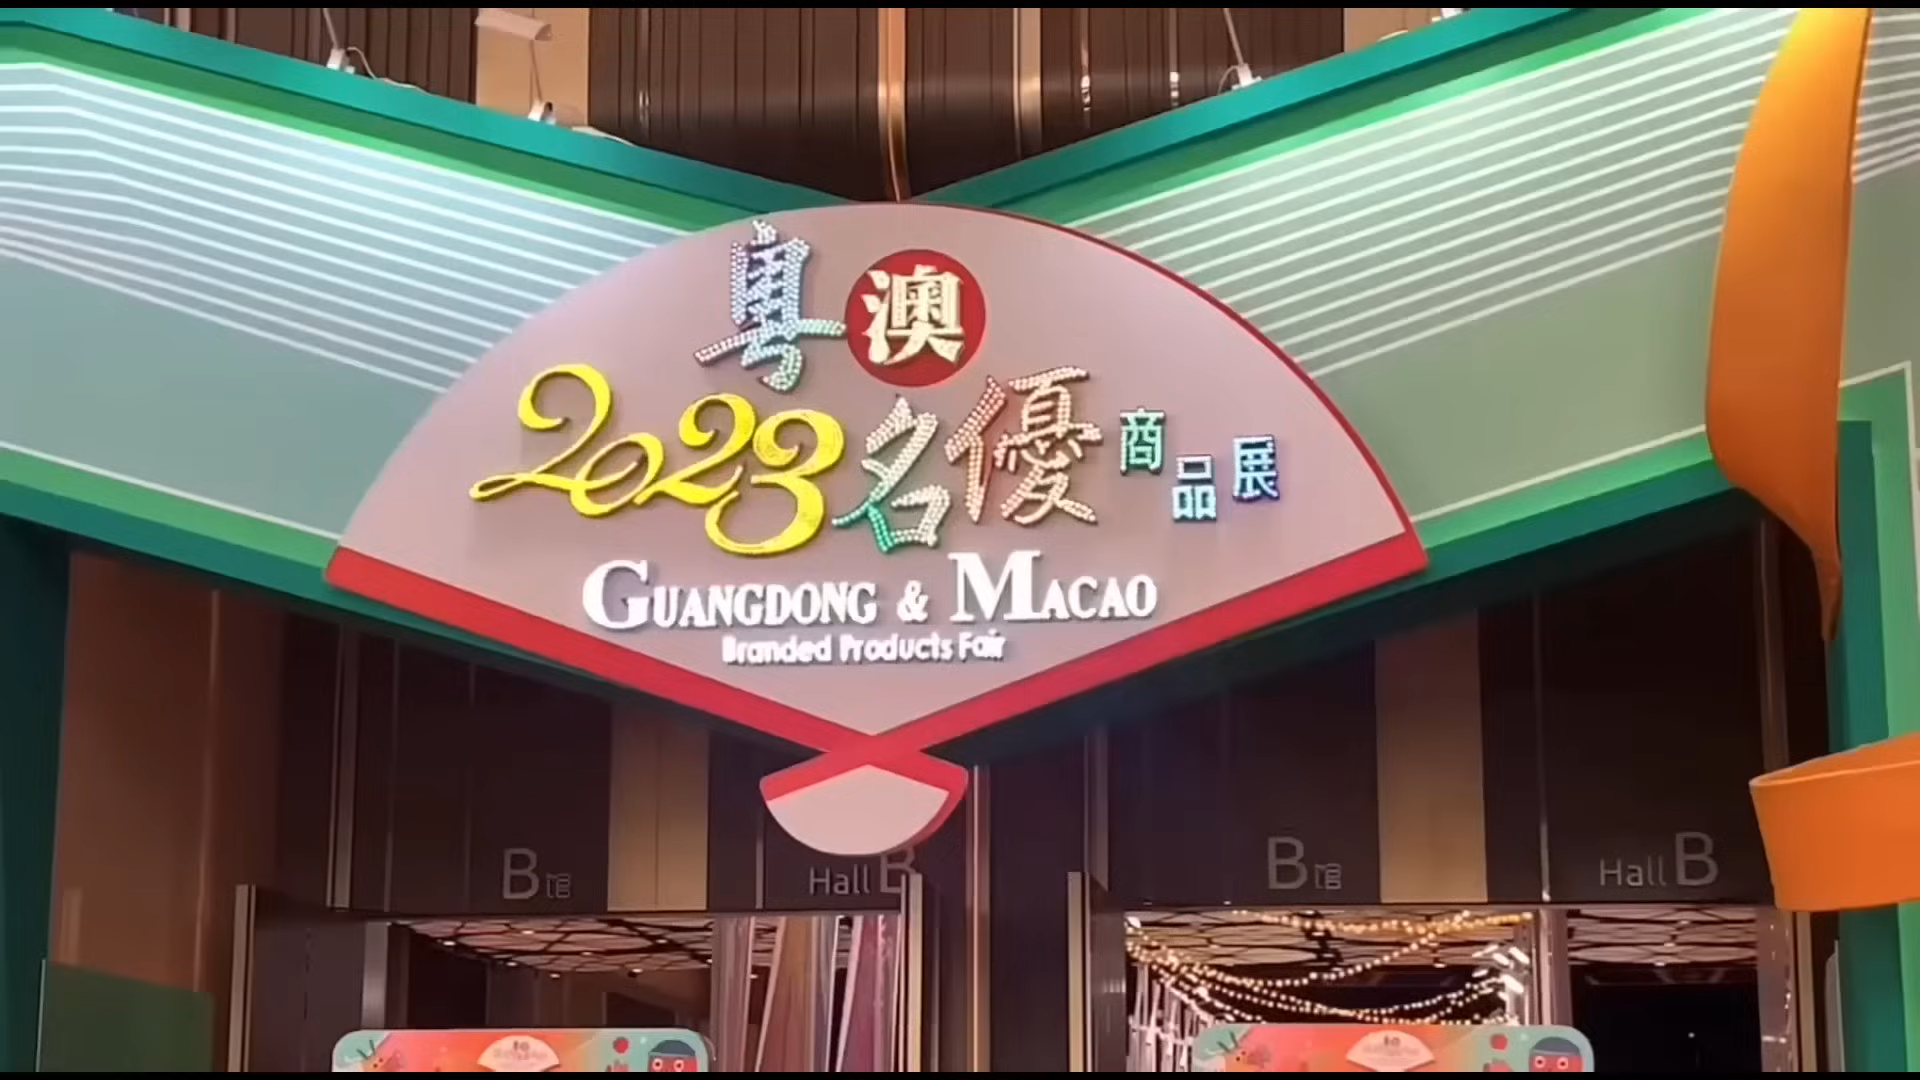 粵澳
2023名優商品展
GUANGDONG & MACAO
Branded Products Fair
B館
Hall B
B館
Hall B